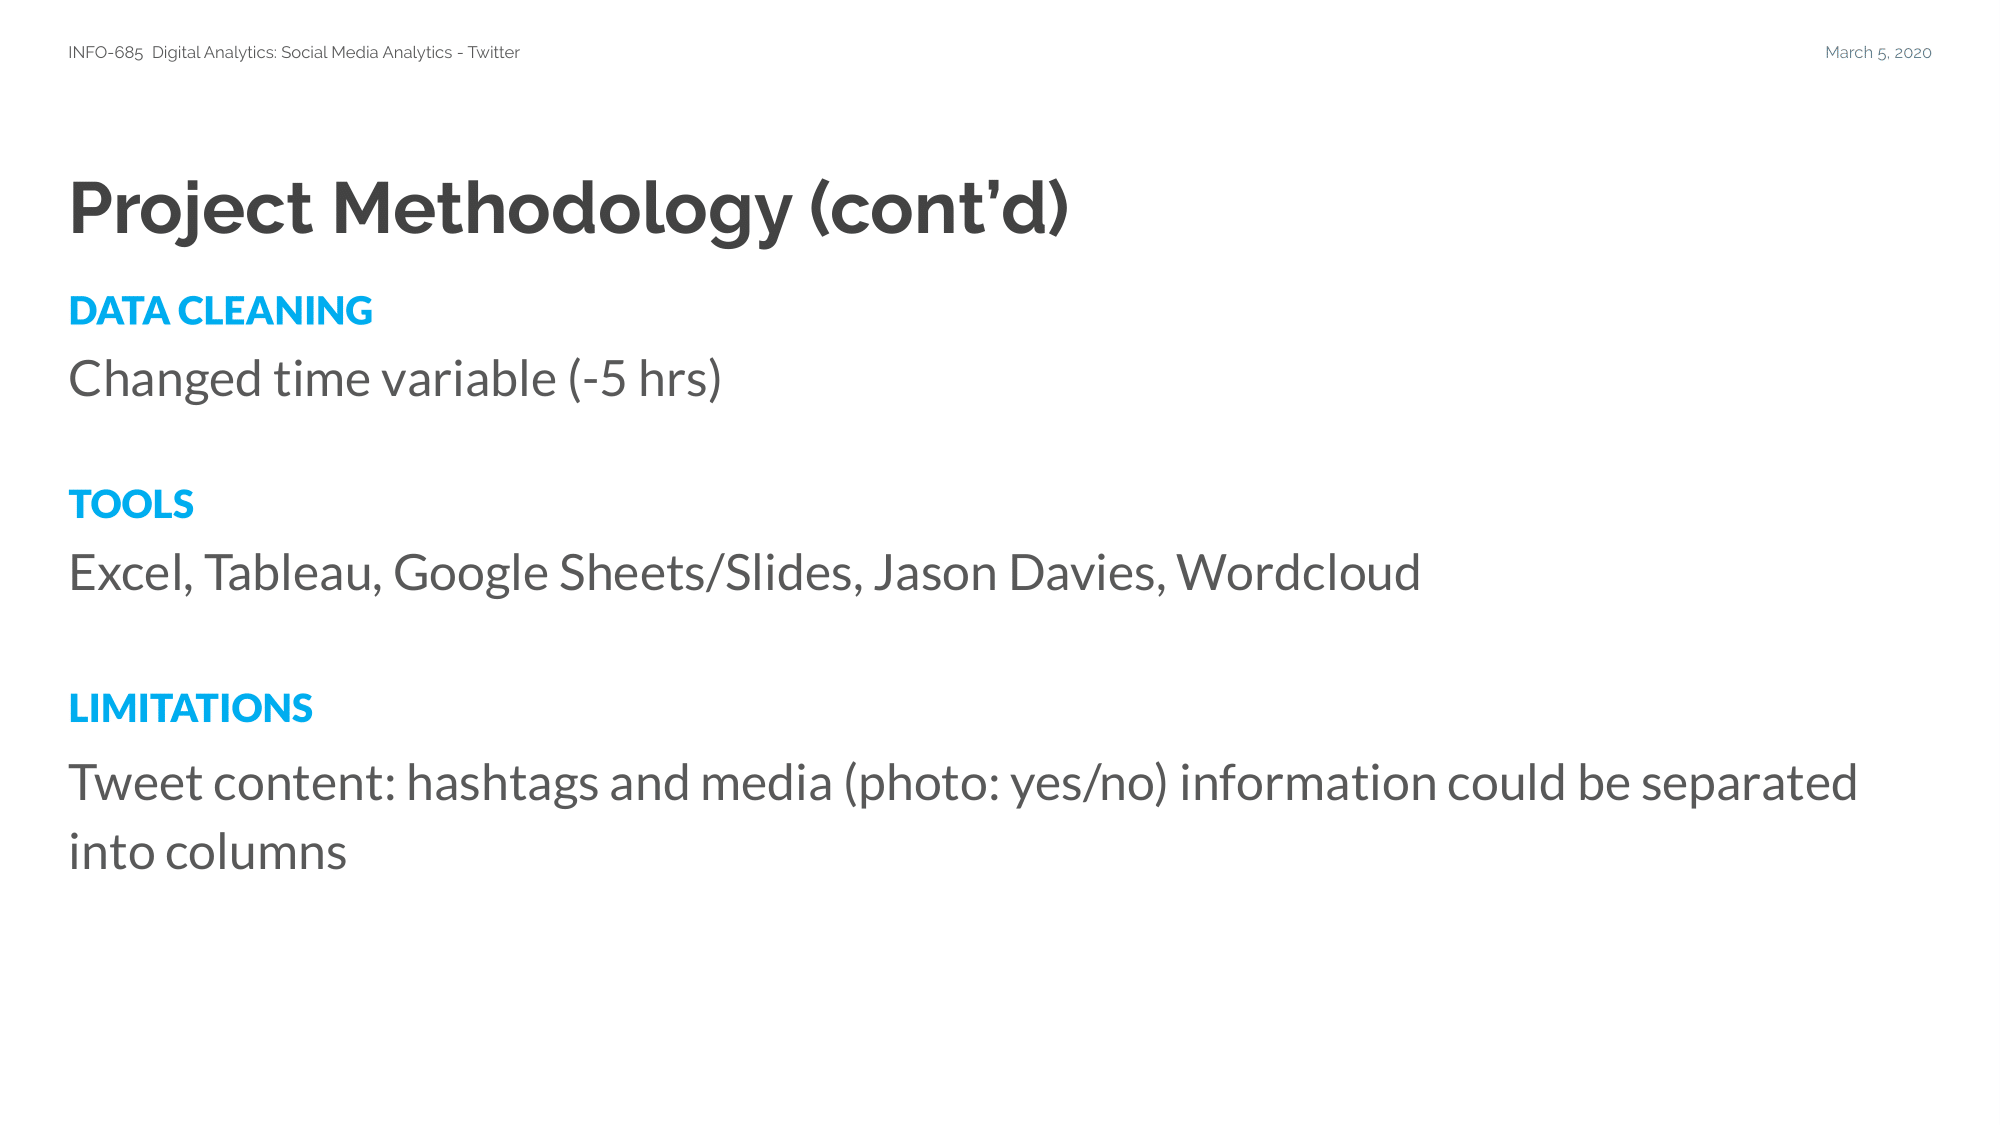 INFO-685 Digital Analytics: Social Media Analytics - Twitter
March 5, 2020
Project Methodology (cont’d)
DATA CLEANING
Changed time variable (-5 hrs)
TOOLS
Excel, Tableau, Google Sheets/Slides, Jason Davies, Wordcloud
LIMITATIONS
Tweet content: hashtags and media (photo: yes/no) information could be separated
into columns